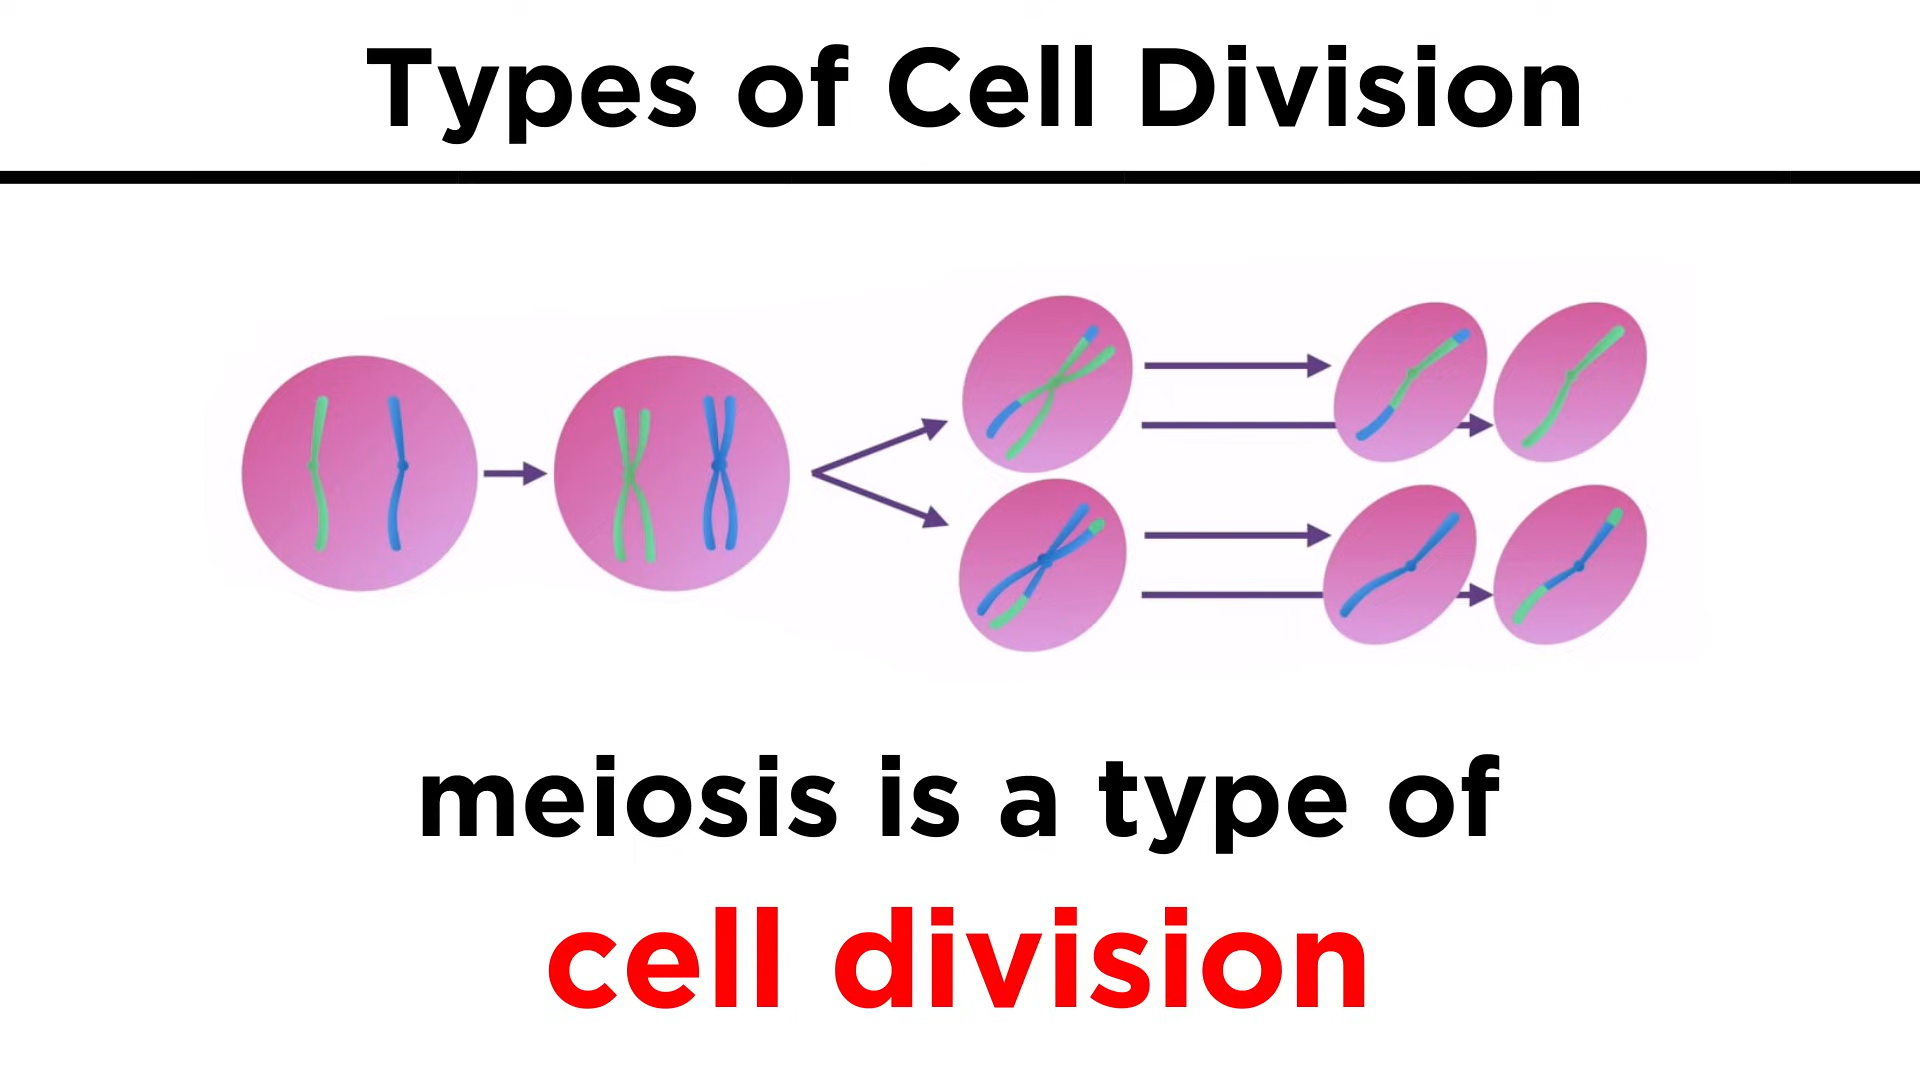 Types of Cell Division
meiosis is a type of
cell division